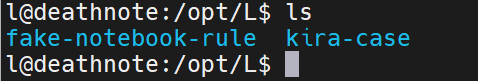 l@deathnote:/opt/L$ ls
fake-notebook-rule  kira-case
l@deathnote:/opt/L$